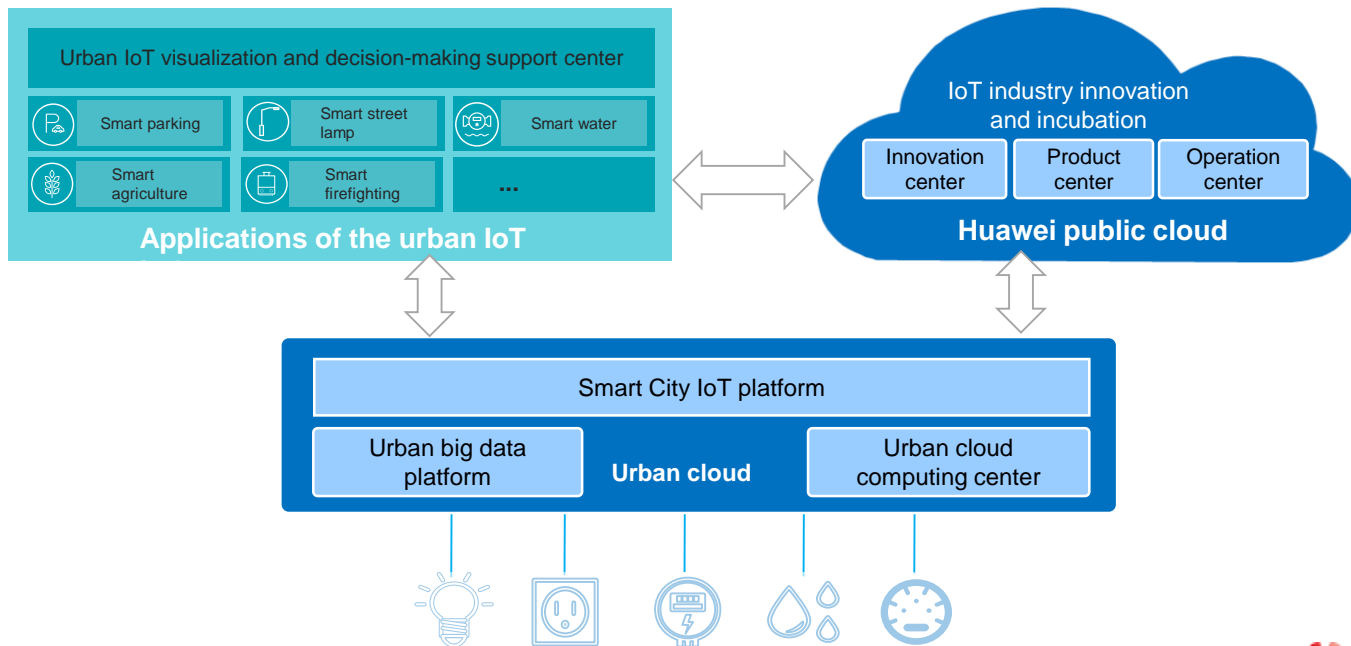 Urban IoT visualization and decision-making support center
Smart parking
Smart street
lamp
Smart water
Smart
agriculture
Smart
firefighting
...
Applications of the urban IoT
IoT industry innovation
and incubation
Innovation
center
Product
center
Operation
center
Huawei public cloud
Smart City IoT platform
Urban big data
platform
Urban cloud
Urban cloud
computing center